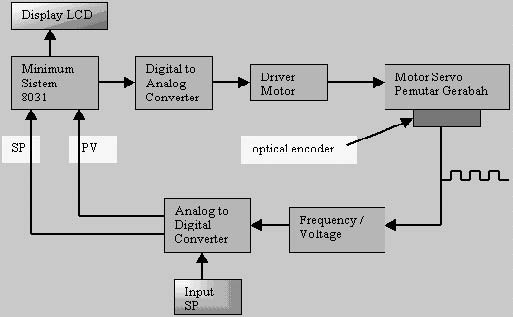 Display LCD
Minimum
Sistem
8031
Digital to
Analog
Converter
Driver
Motor
Motor Servo
Pemutar Gerabah
SP
PV
optical encoder
Analog to
Digital
Converter
Frequency /
Voltage
Input
SP